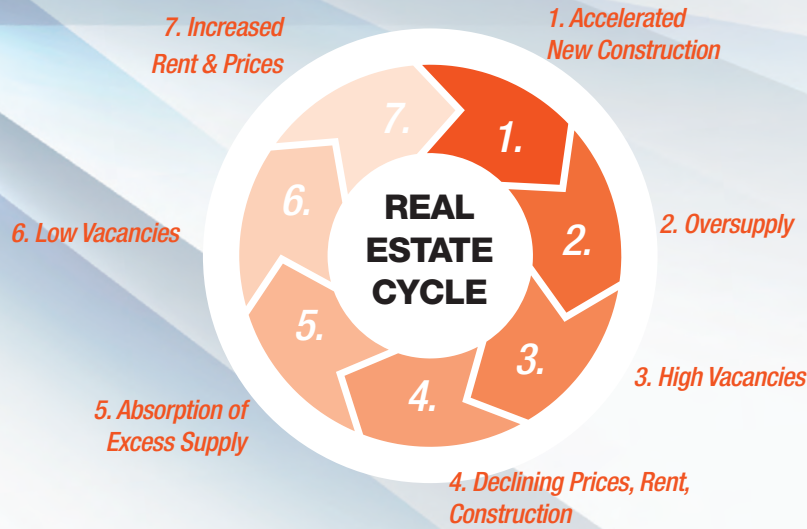 1. Accelerated
New Construction
2. Oversupply
3. High Vacancies
4. Declining Prices, Rent,
Construction
5. Absorption of
Excess Supply
6. Low Vacancies
7. Increased
Rent & Prices
1.
2.
3.
4.
5.
6.
7.
REAL
ESTATE
CYCLE